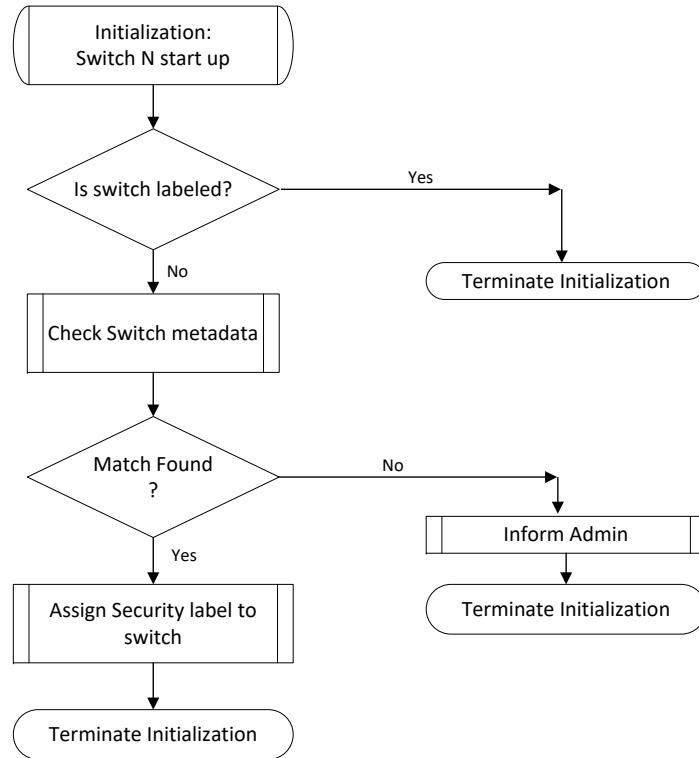 Initialization:
Switch N start up
Is switch labeled?
Yes
Terminate Initialization
No
Check Switch metadata
Match Found
?
No
Inform Admin
Terminate Initialization
Yes
Assign Security label to
switch
Terminate Initialization